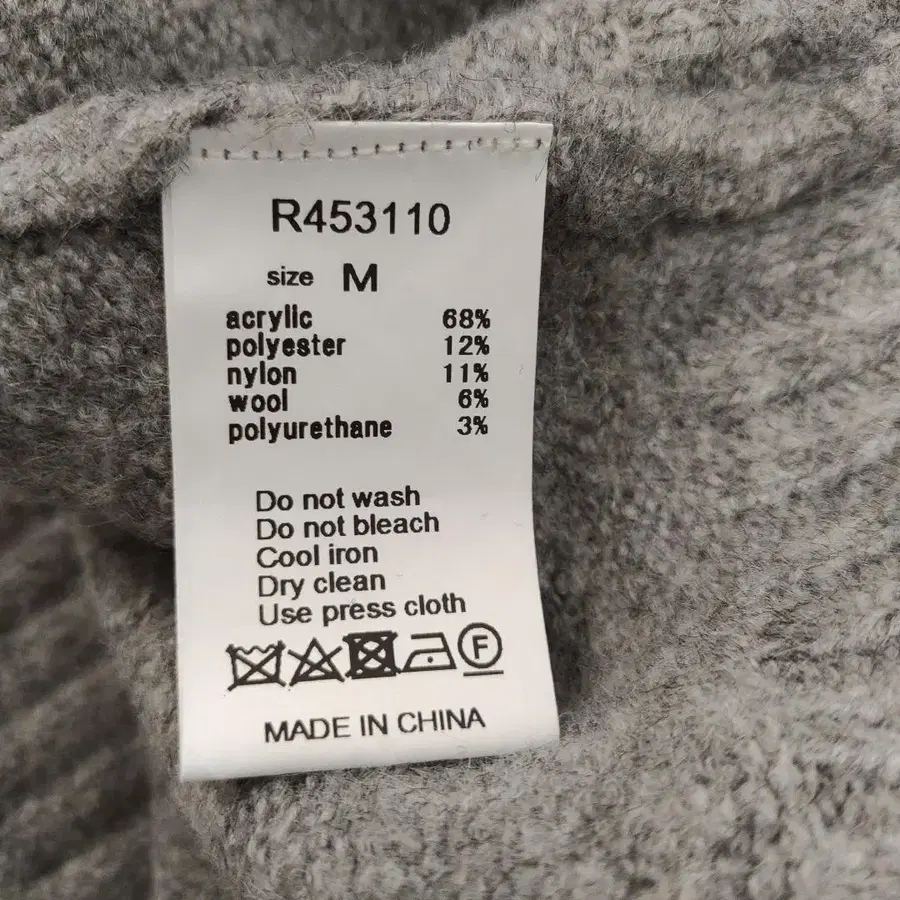 R453110
size M
acrylic 68%
polyester 12%
nylon 11%
wool 6%
polyurethane 3%
Do not wash
Do not bleach
Cool iron
Dry clean
Use press cloth
F
MADE IN CHINA